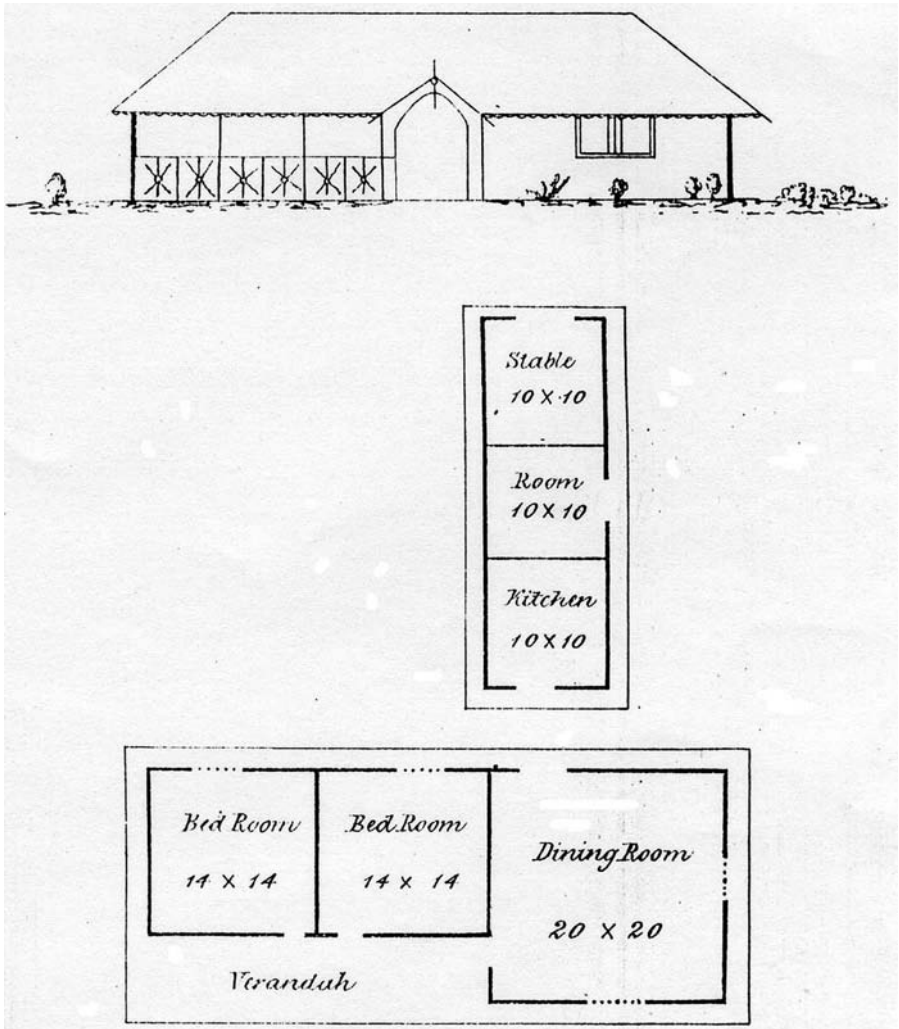 Stable
10 X 10
Room
10 X 10
Kitchen
10 X 10
Bed Room
14 X 14
Bed Room
14 X 14
Dining Room
20 X 20
Verandah